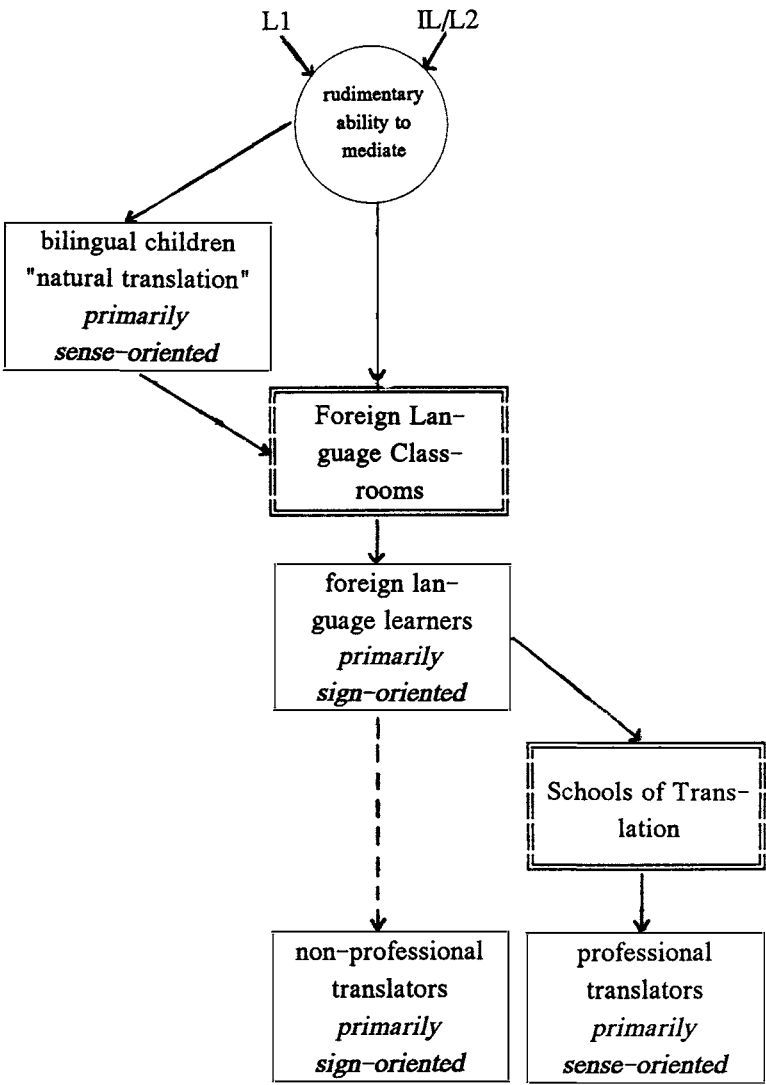 L1
IL/L2
rudimentary
ability to
mediate
bilingual children
"natural translation"
primarily
sense-oriented
Foreign Lan-
guage Class-
rooms
foreign lan-
guage learners
primarily
sign-oriented
Schools of Trans-
lation
non-professional
translators
primarily
sign-oriented
professional
translators
primarily
sense-oriented